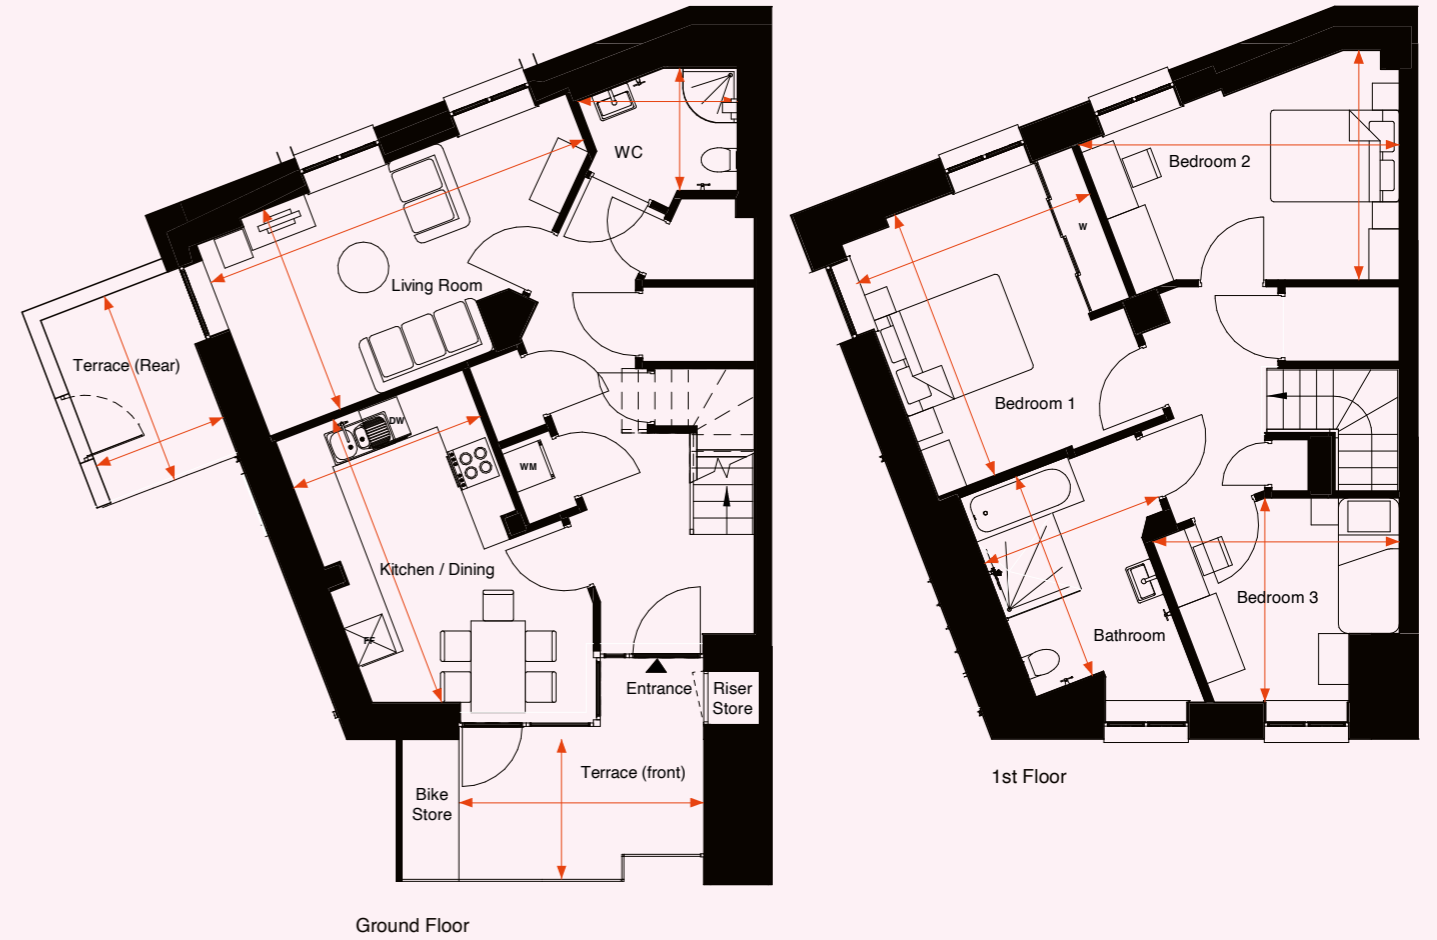 WC
Living Room
Terrace (Rear)
DW
WM
Kitchen / Dining
FF
Entrance
Riser
Store
Terrace (front)
Bike
Store
Ground Floor
Bedroom 2
W
Bedroom 1
Bedroom 3
Bathroom
1st Floor